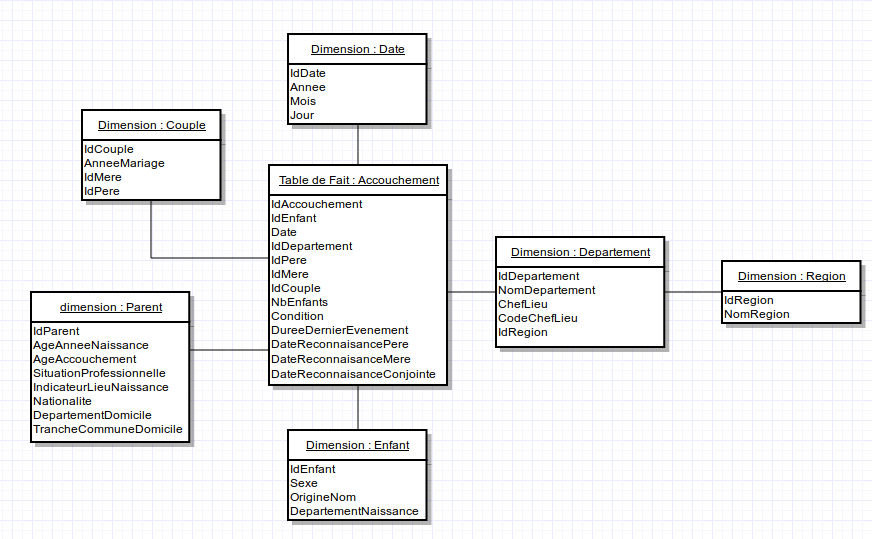 Dimension : Date
IdDate
Annee
Mois
Jour
Dimension : Couple
IdCouple
AnneeMariage
IdMere
IdPere
Table de Fait : Accouchement
IdAccouchement
IdEnfant
Date
IdDepartement
IdPere
IdMere
IdCouple
NbEnfants
Condition
DureeDernierEvenement
DateReconnaisancePere
DateReconnaisanceMere
DateReconnaisanceConjointe
Dimension : Departement
IdDepartement
NomDepartement
ChefLieu
CodeChefLieu
IdRegion
Dimension : Region
IdRegion
NomRegion
dimension : Parent
IdParent
AgeAnneeNaissance
AgeAccouchement
SituationProfessionnelle
IndicateurLieuNaissance
Nationalite
DepartementDomicile
TrancheCommuneDomicile
Dimension : Enfant
IdEnfant
Sexe
OrigineNom
DepartementNaissance